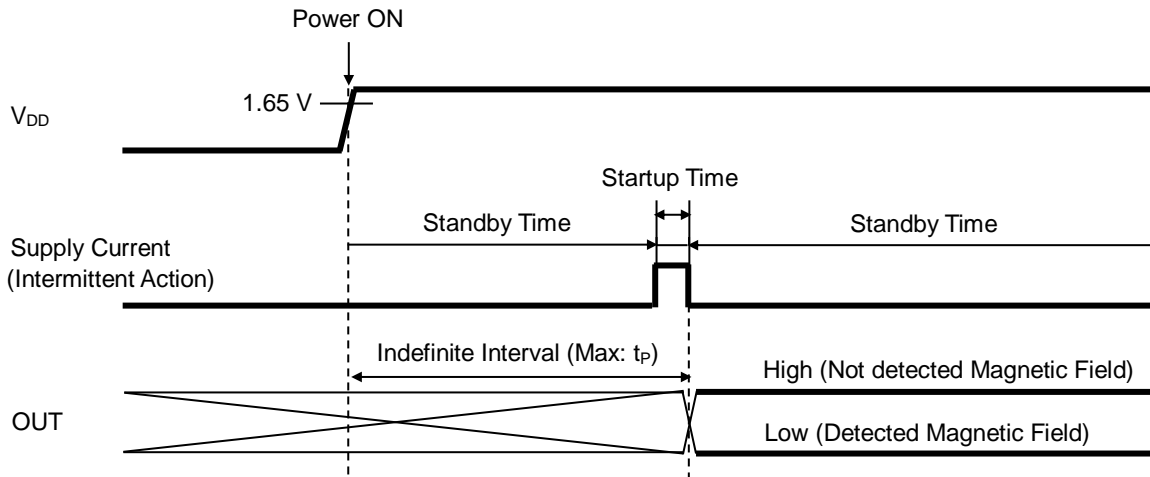 Power ON
1.65 V
VDD
Startup Time
Standby Time
Standby Time
Supply Current
(Intermittent Action)
Indefinite Interval (Max: tP)
High (Not detected Magnetic Field)
OUT
Low (Detected Magnetic Field)